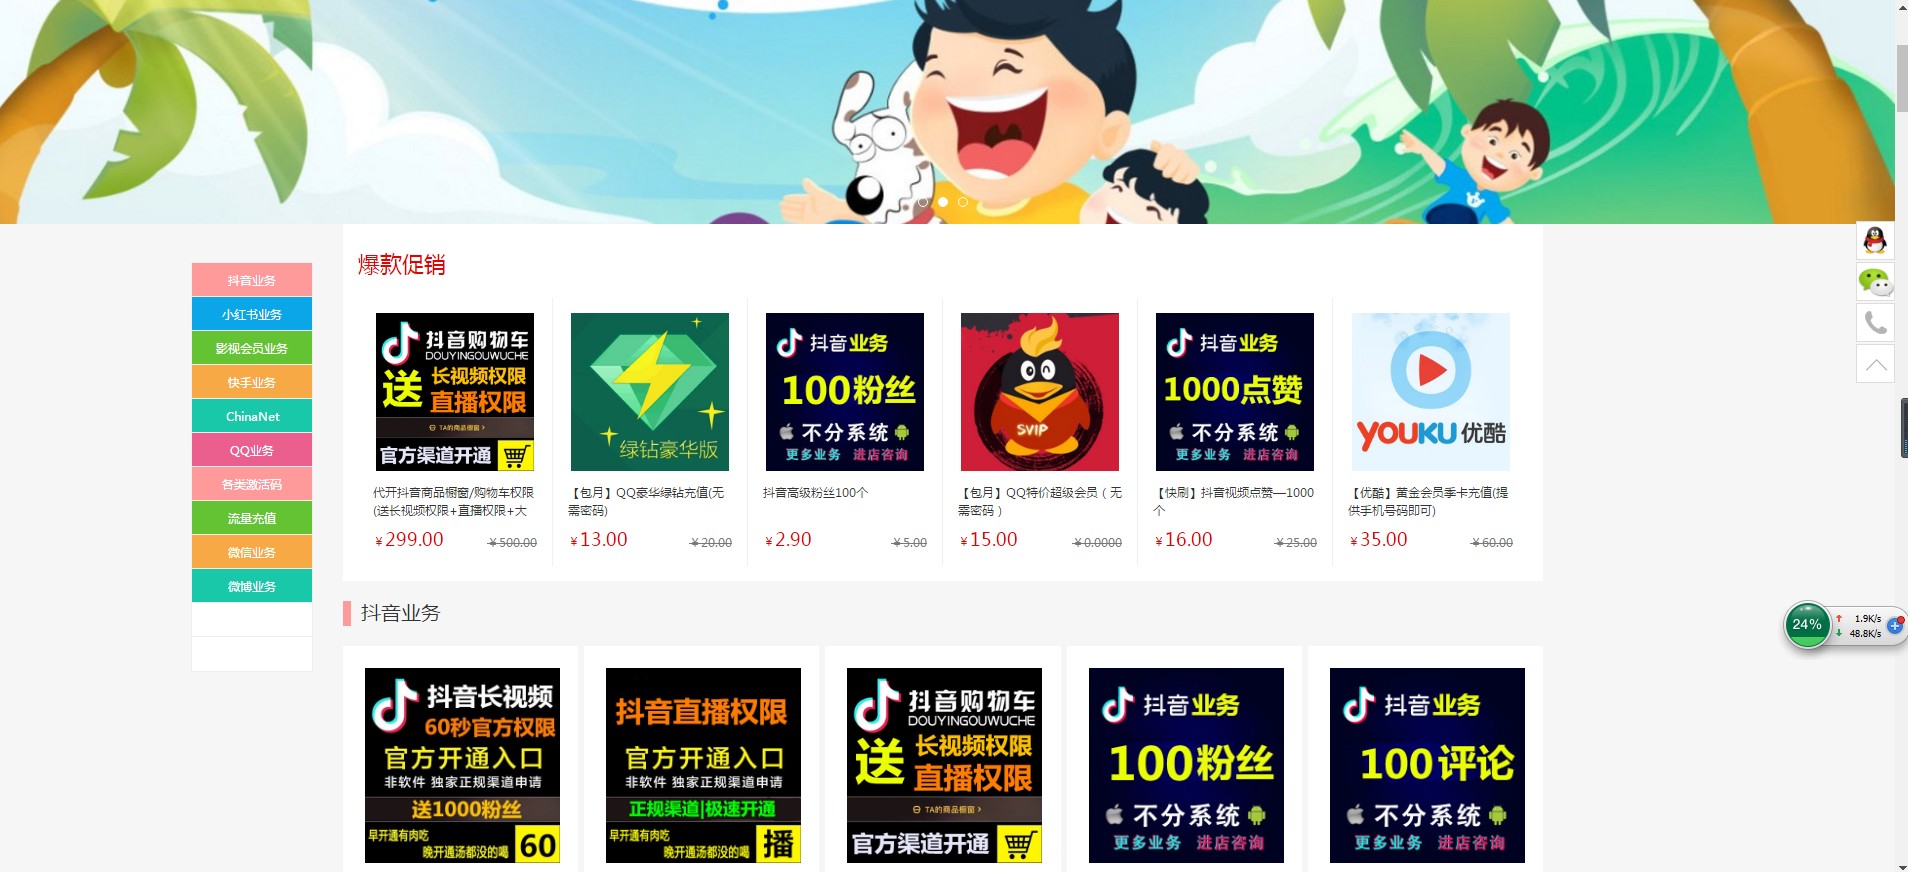 爆款促销
抖音业务
小红书业务
影视会员业务
快手业务
ChinaNet
QQ业务
各类激活码
流量充值
微信业务
微博业务
抖音购物车
DOUYINGOUWUCHE
送
长视频权限
直播权限
TA的商品橱窗 >
官方渠道开通
代开抖音商品橱窗/购物车权限
(送长视频权限+直播权限+大
¥299.00
¥500.00
绿钻豪华版
【包月】QQ豪华绿钻充值(无
需密码)
¥13.00
¥20.00
抖音业务
100粉丝
不分系统
更多业务 进店咨询
抖音高级粉丝100个
¥2.90
¥5.00
SVIP
【包月】QQ特价超级会员（无
需密码）
¥15.00
¥0.0000
抖音业务
1000点赞
不分系统
更多业务 进店咨询
【快刷】抖音视频点赞—1000
个
¥16.00
¥25.00
YOUKU优酷
【优酷】黄金会员季卡充值(提
供手机号码即可)
¥35.00
¥60.00
24%
1.9K/s
48.8K/s
抖音业务
抖音长视频
60秒官方权限
官方开通入口
非软件 独家正规渠道申请
送1000粉丝
早开通有肉吃
晚开通汤都没的喝
60
抖音直播权限
官方开通入口
非软件 独家正规渠道申请
正规渠道|极速开通
早开通有肉吃
晚开通汤都没的喝
播
抖音购物车
DOUYINGOUWUCHE
送
长视频权限
直播权限
TA的商品橱窗 >
官方渠道开通
抖音业务
100粉丝
不分系统
更多业务 进店咨询
抖音业务
100评论
不分系统
更多业务 进店咨询